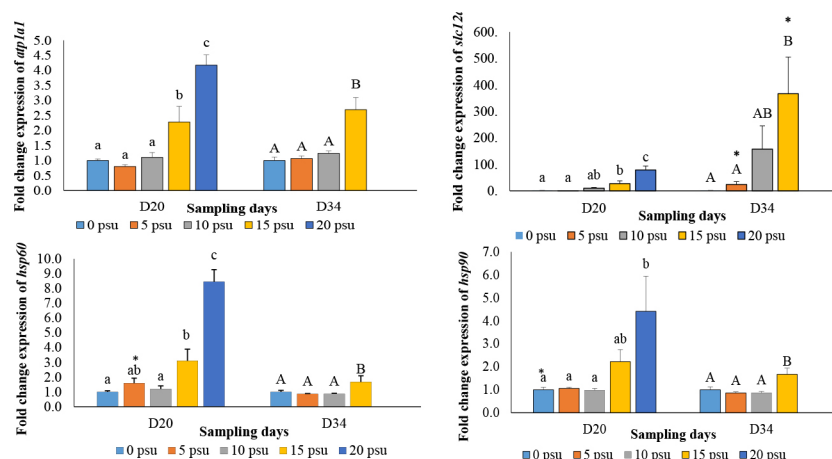 Fold change expression of atp1a1
5.0
4.5
4.0
3.5
3.0
2.5
2.0
1.5
1.0
0.5
0.0
a
a
a
b
c
A
A
A
B
D20
D34
Sampling days
0 psu 5 psu 10 psu 15 psu 20 psu
Fold change expression of
600.
500.
400.
300.
200.
100.
0.
a
a
ab
b
c
A
*
A
AB
*
B
D20
D34
Sampling days
0 psu 5 psu 10 psu 15 psu 20 psu
Fold change expression of hsp60
10.0
9.0
8.0
7.0
6.0
5.0
4.0
3.0
2.0
1.0
0.0
a
*
ab
a
b
c
A
A
A
B
D20
D34
Sampling days
0 psu 5 psu 10 psu 15 psu 20 psu
Fold change expression of hsp90
7.0
6.0
5.0
4.0
3.0
2.0
1.0
0.0
*
a
a
a
ab
b
A
A
A
B
D20
D34
Sampling days
0 psu 5 psu 10 psu 15 psu 20 psu